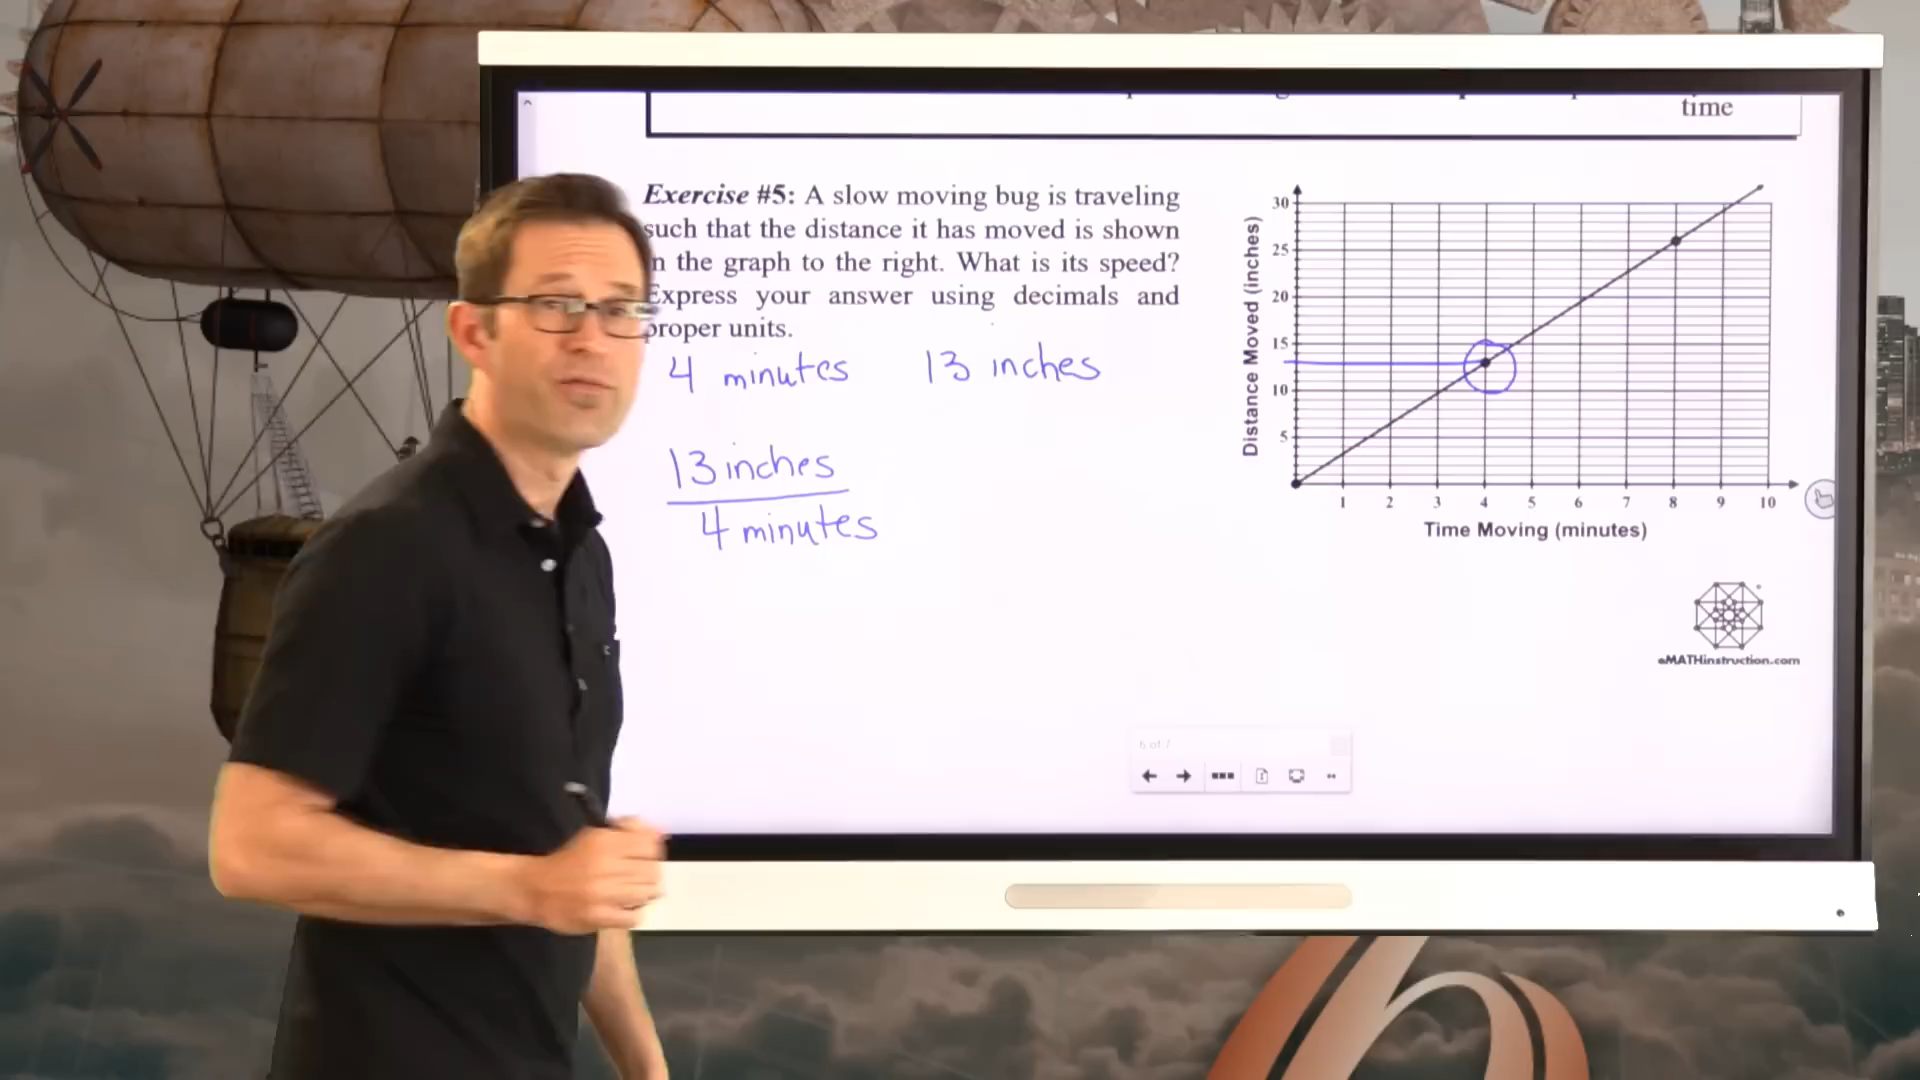 time
Exercise #5: A slow moving bug is traveling
such that the distance it has moved is shown
n the graph to the right. What is its speed?
Express your answer using decimals and
proper units.
4 minutes 13 inches
13 inches
4 minutes
30
25
20
15
10
5
Distance Moved (inches)
1 2 3 4 5 6 7 8 9 10
Time Moving (minutes)
eMATHinstruction.com
6 of 7